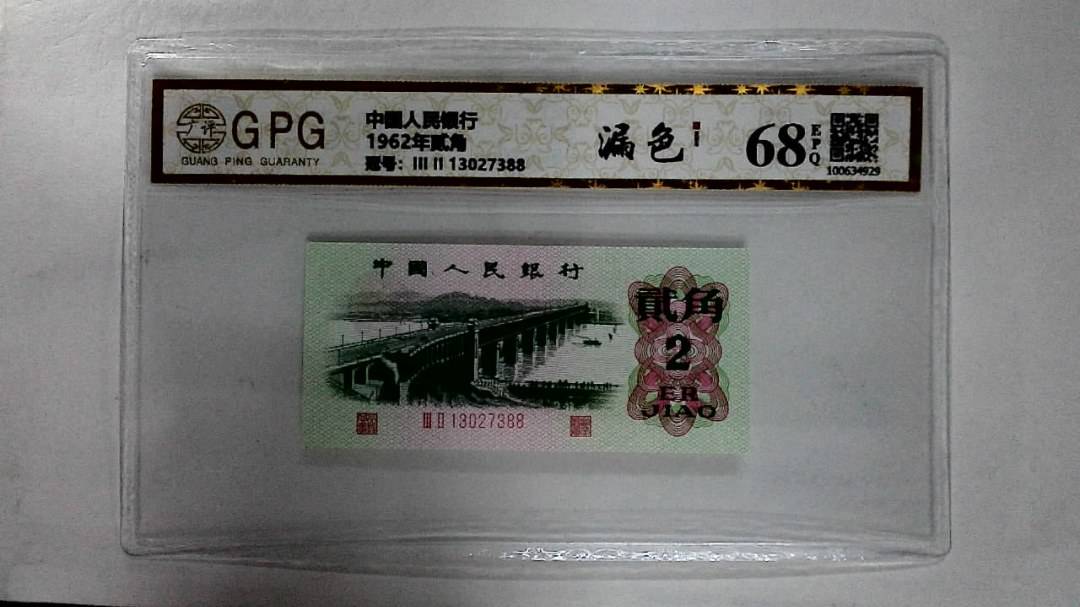 广评
GPG
GUANG PING GUARANTY
中國人民银行
1962年贰角
冠号: III II 13027388
漏色
68
EPQ
100634929
中國人民銀行
貳角
2
ER
JIAO
III II 13027388